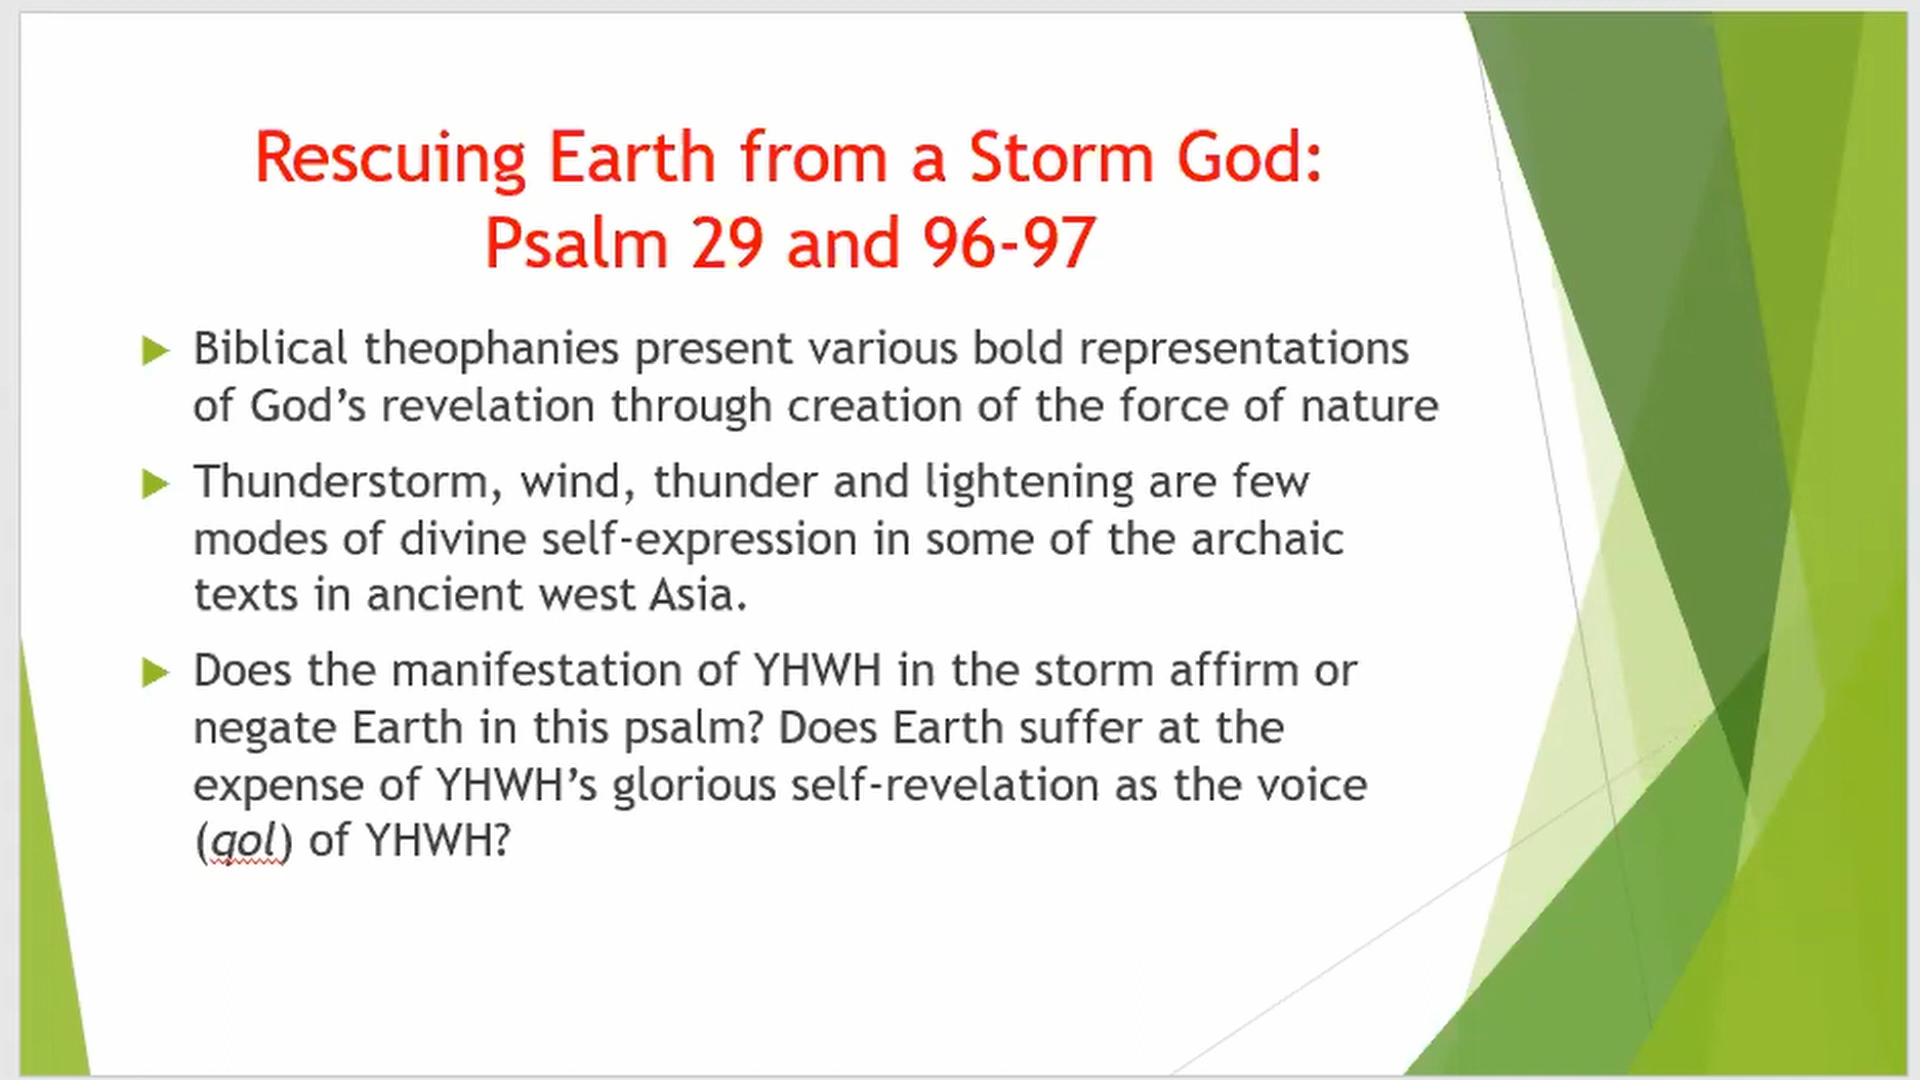 Rescuing Earth from a Storm God:
Psalm 29 and 96-97
Biblical theophanies present various bold representations
of God’s revelation through creation of the force of nature
Thunderstorm, wind, thunder and lightening are few
modes of divine self-expression in some of the archaic
texts in ancient west Asia.
Does the manifestation of YHWH in the storm affirm or
negate Earth in this psalm? Does Earth suffer at the
expense of YHWH’s glorious self-revelation as the voice
(qol) of YHWH?